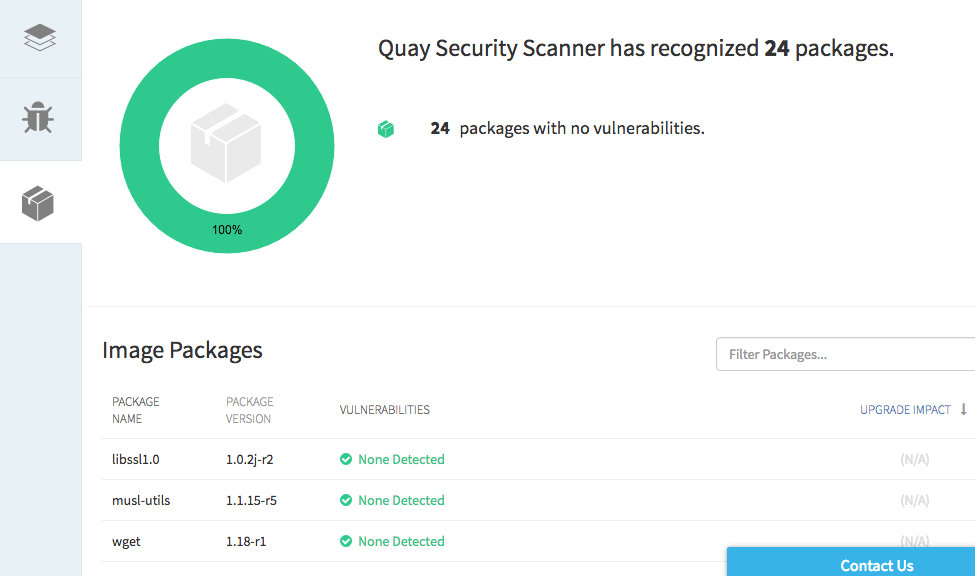 Quay Security Scanner has recognized 24 packages.
24 packages with no vulnerabilities.
100%
Image Packages
Filter Packages...
PACKAGE NAME
PACKAGE VERSION
VULNERABILITIES
UPGRADE IMPACT
libssl1.0 1.0.2j-r2 None Detected (N/A)
musl-utils 1.1.15-r5 None Detected (N/A)
wget 1.18-r1 None Detected (N/A)
Contact Us